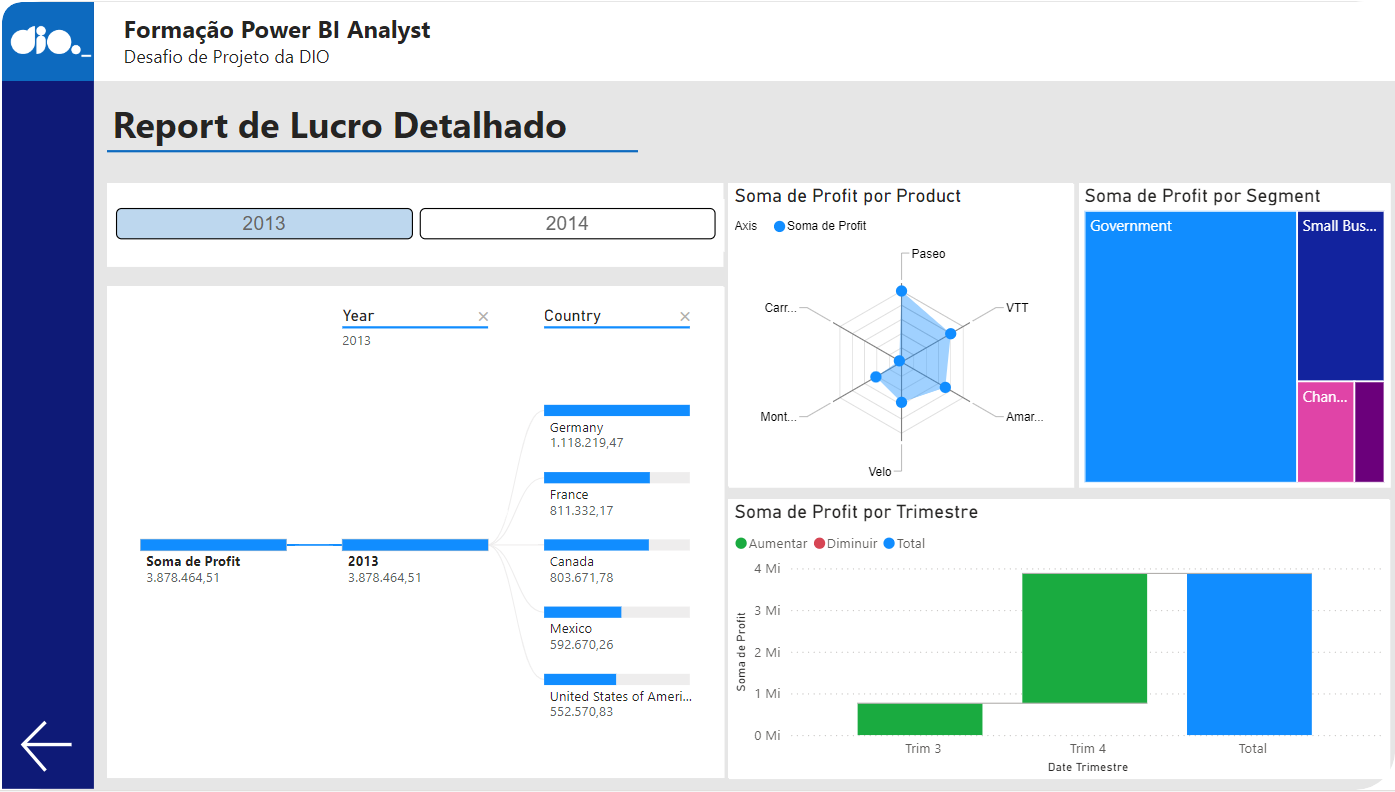 dio._
Formação Power BI Analyst
Desafio de Projeto da DIO
Report de Lucro Detalhado
2013
2014
Year
2013
Country
Soma de Profit
3.878.464,51
2013
3.878.464,51
Germany
1.118.219,47
France
811.332,17
Canada
803.671,78
Mexico
592.670,26
United States of Ameri...
552.570,83
Soma de Profit por Product
Axis
Soma de Profit
Paseo
VTT
Amar...
Velo
Mont...
Carr...
Soma de Profit por Segment
Government
Small Bus...
Chan...
Soma de Profit por Trimestre
Aumentar Diminuir Total
Soma de Profit
4 Mi
3 Mi
2 Mi
1 Mi
0 Mi
Trim 3
Trim 4
Total
Date Trimestre